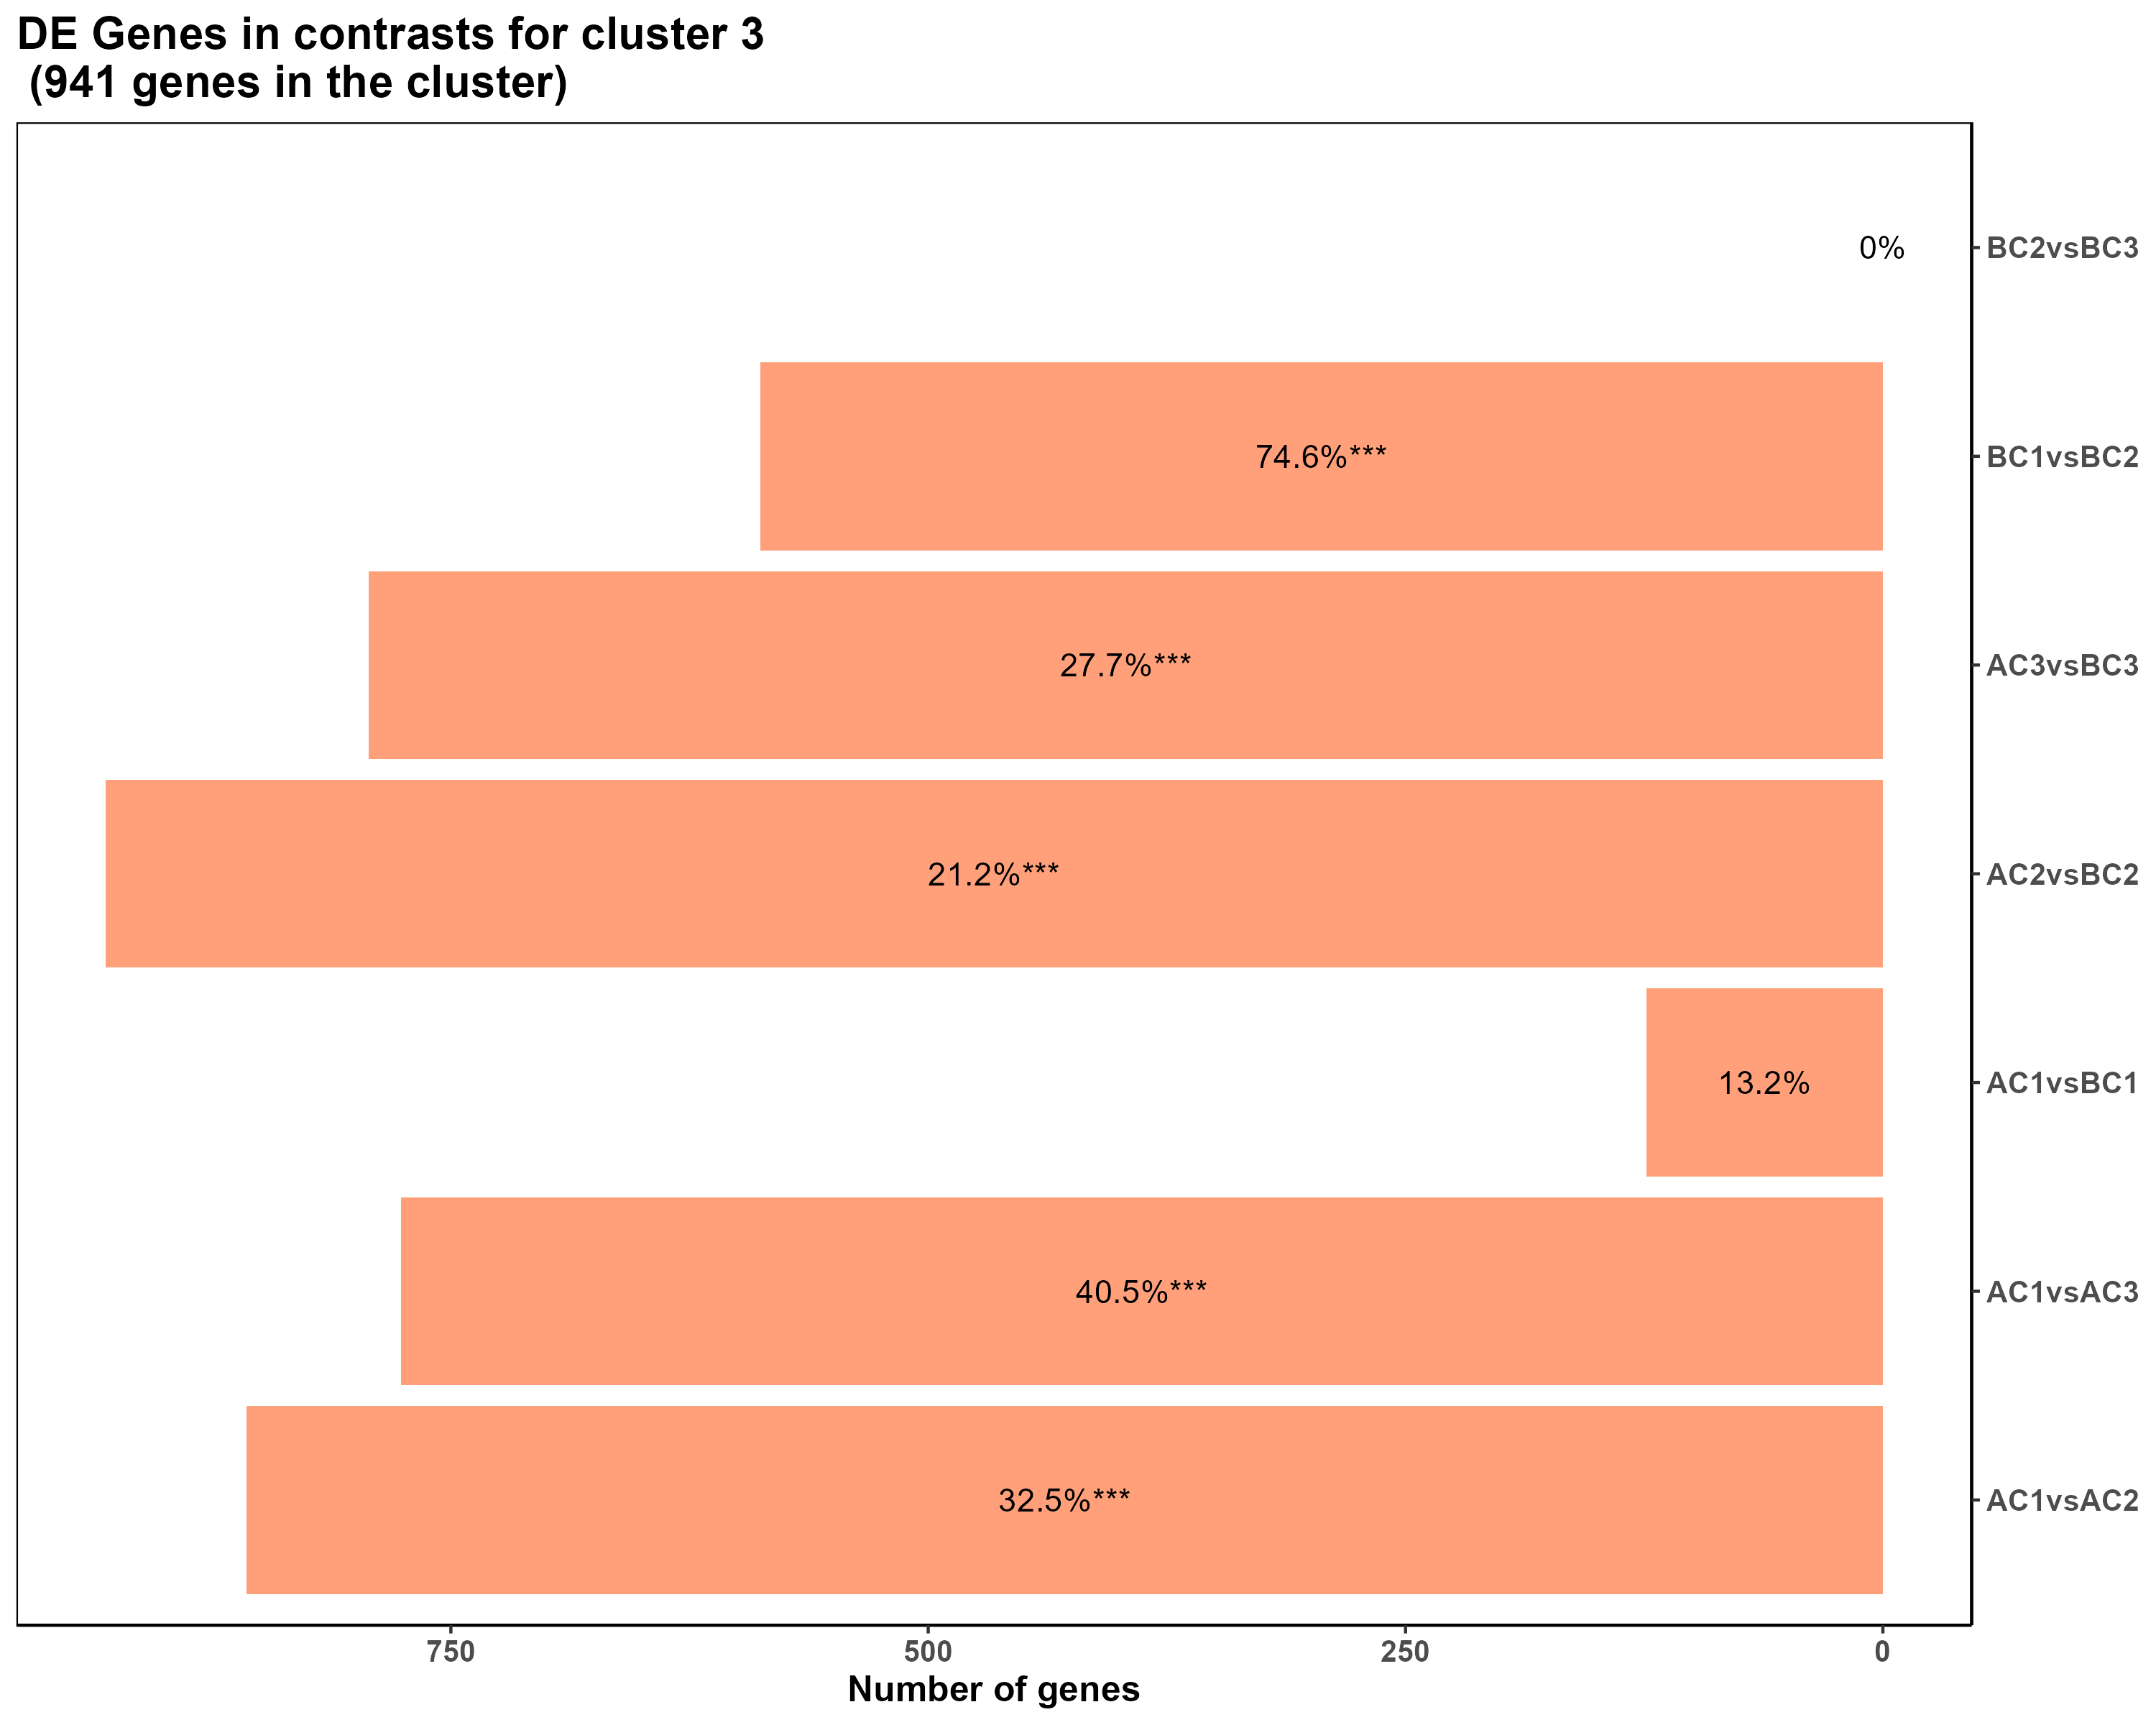 DE Genes in contrasts for cluster 3
(941 genes in the cluster)
0%
BC2vsBC3
74.6%***
BC1vsBC2
27.7%***
AC3vsBC3
21.2%***
AC2vsBC2
13.2%
AC1vsBC1
40.5%***
AC1vsAC3
32.5%***
AC1vsAC2
750 500 250 0
Number of genes